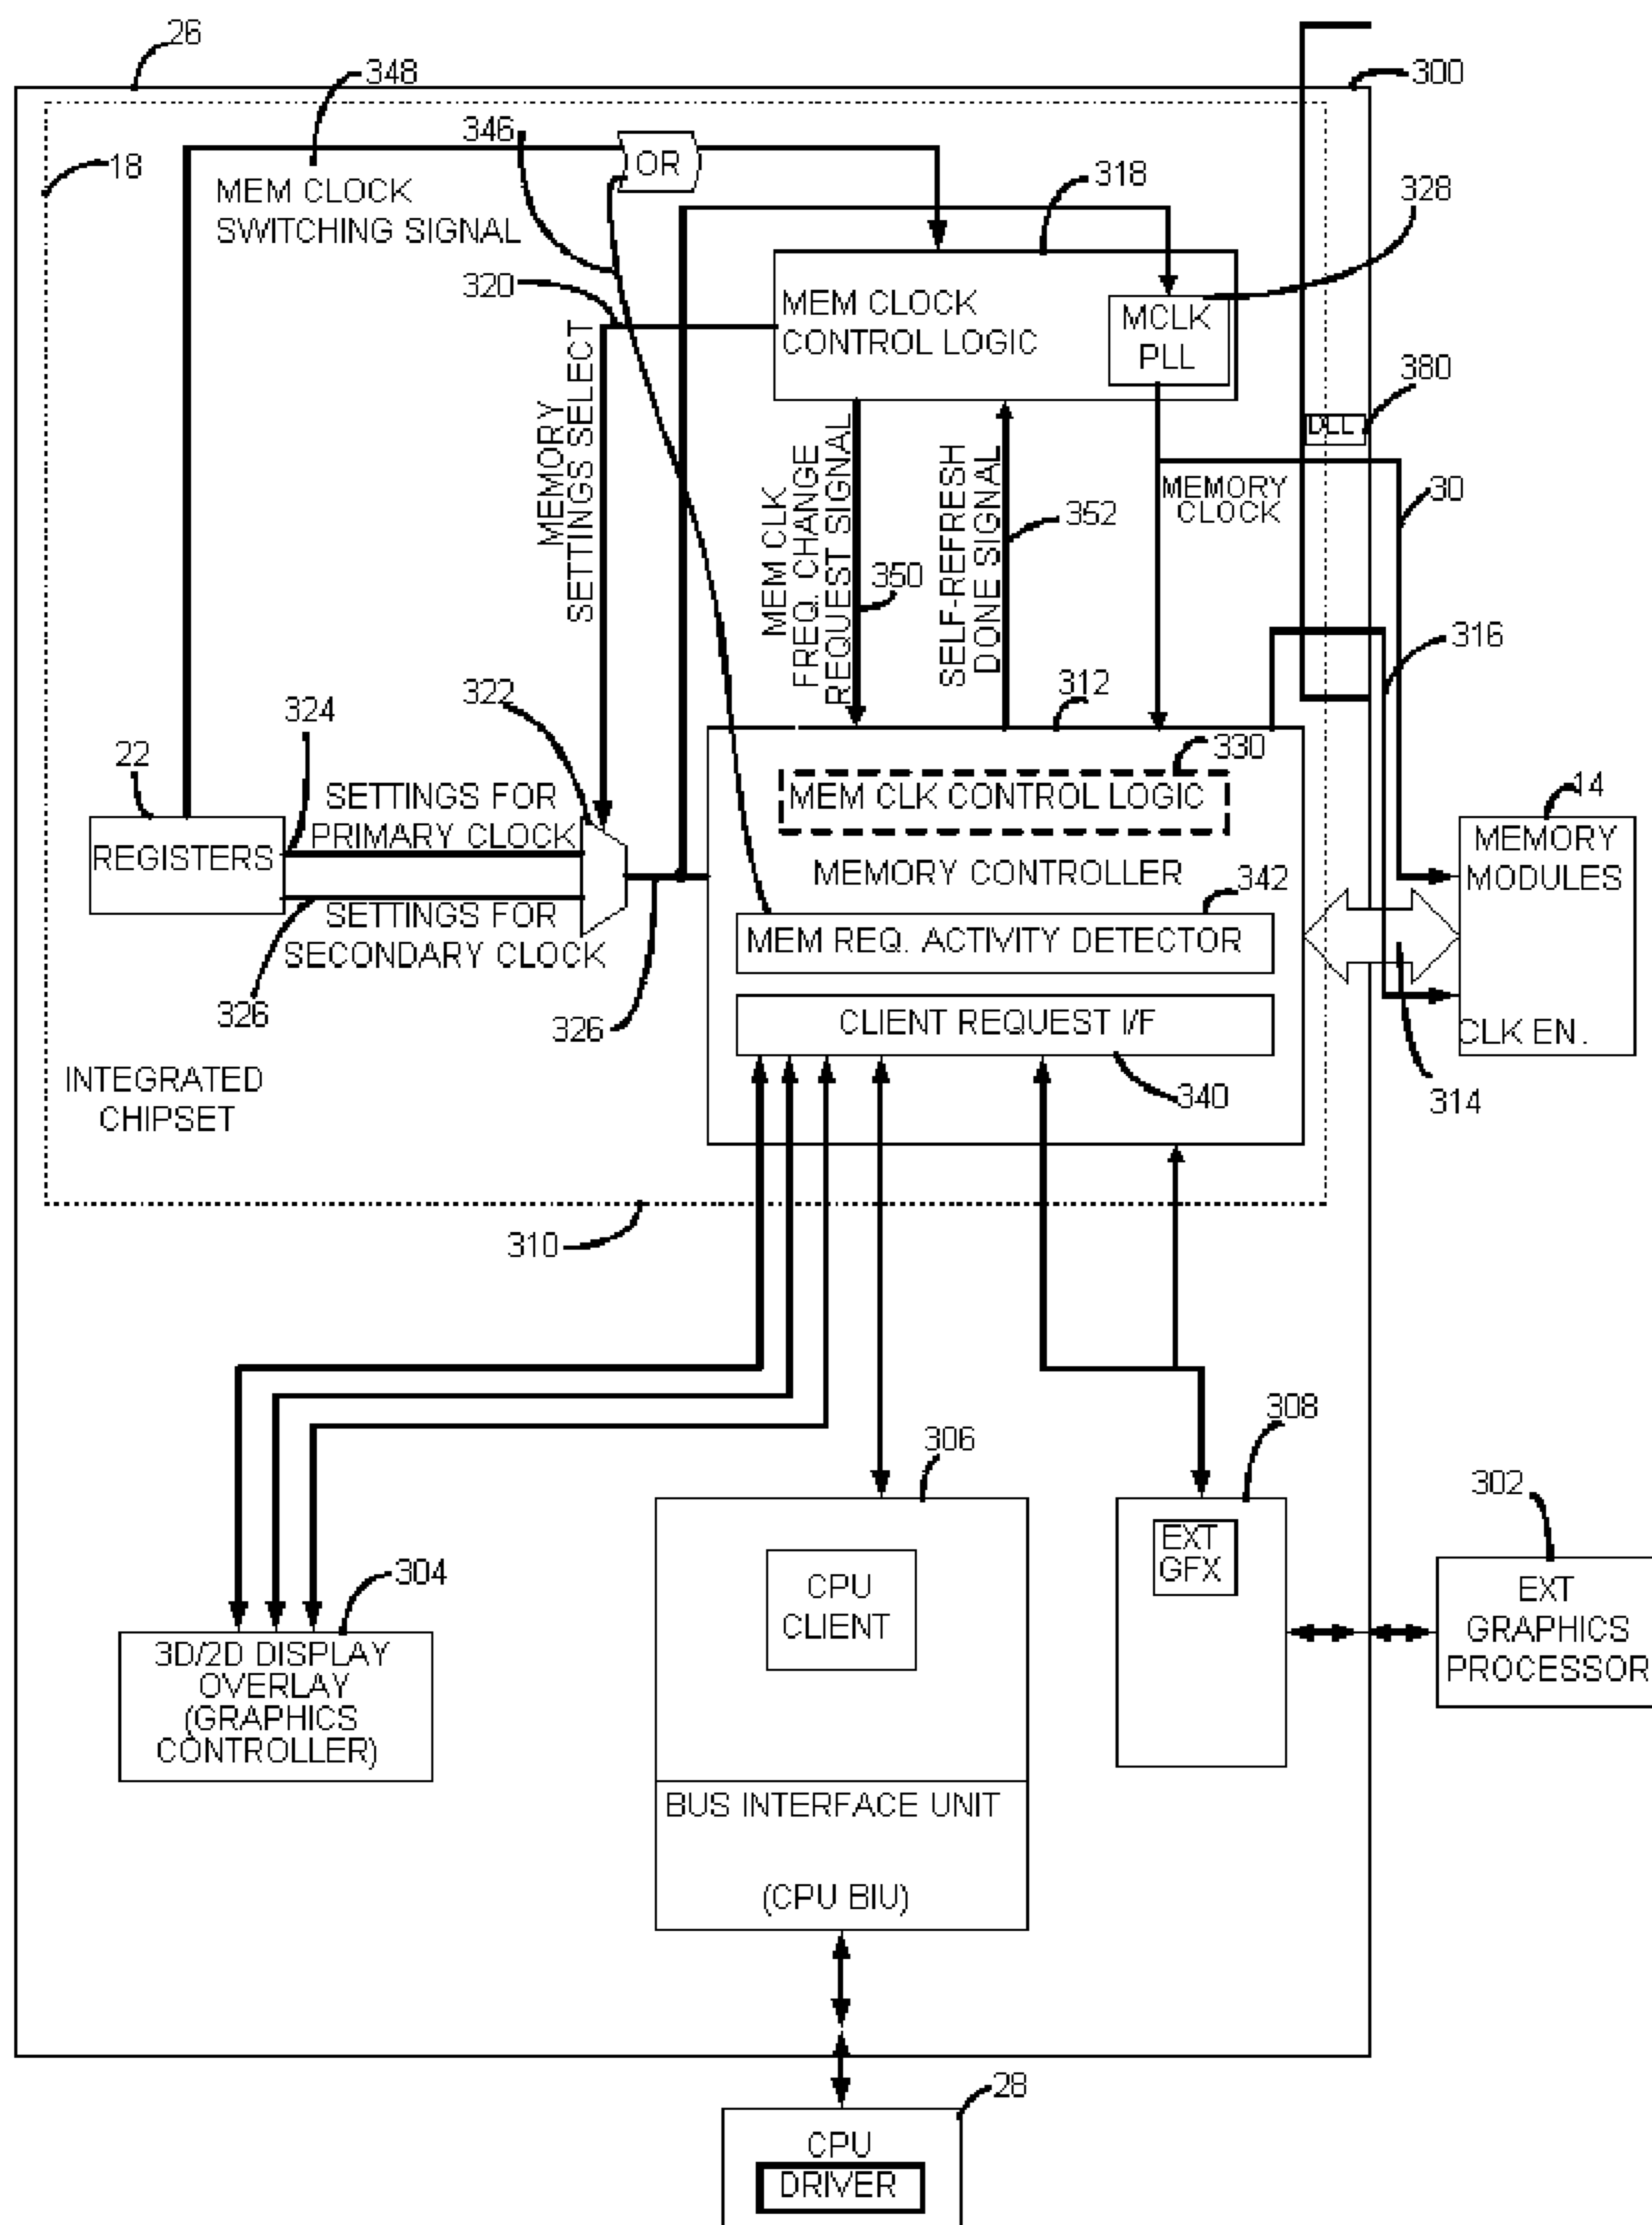 26
300
348
346
18
OR
MEM CLOCK
SWITCHING SIGNAL
318
328
320
MEM CLOCK
CONTROL LOGIC
MCLK
PLL
380
DLL
MEMORY
SETTINGS SELECT
MEM CLK
FREQ. CHANGE
REQUEST SIGNAL
350
SELF-REFRESH
DONE SIGNAL
352
MEMORY
CLOCK
30
316
322
324
312
330
22
14
SETTINGS FOR
PRIMARY CLOCK
MEM CLK CONTROL LOGIC
REGISTERS
MEMORY
MODULES
MEMORY CONTROLLER
342
SETTINGS FOR
SECONDARY CLOCK
MEM REQ. ACTIVITY DETECTOR
326
326
CLIENT REQUEST I/F
CLK EN.
INTEGRATED
CHIPSET
340
314
310
308
306
302
EXT
GFX
304
CPU
CLIENT
EXT
GRAPHICS
PROCESSOR
3D/2D DISPLAY
OVERLAY
(GRAPHICS
CONTROLLER)
BUS INTERFACE UNIT
(CPU BIU)
28
CPU
DRIVER